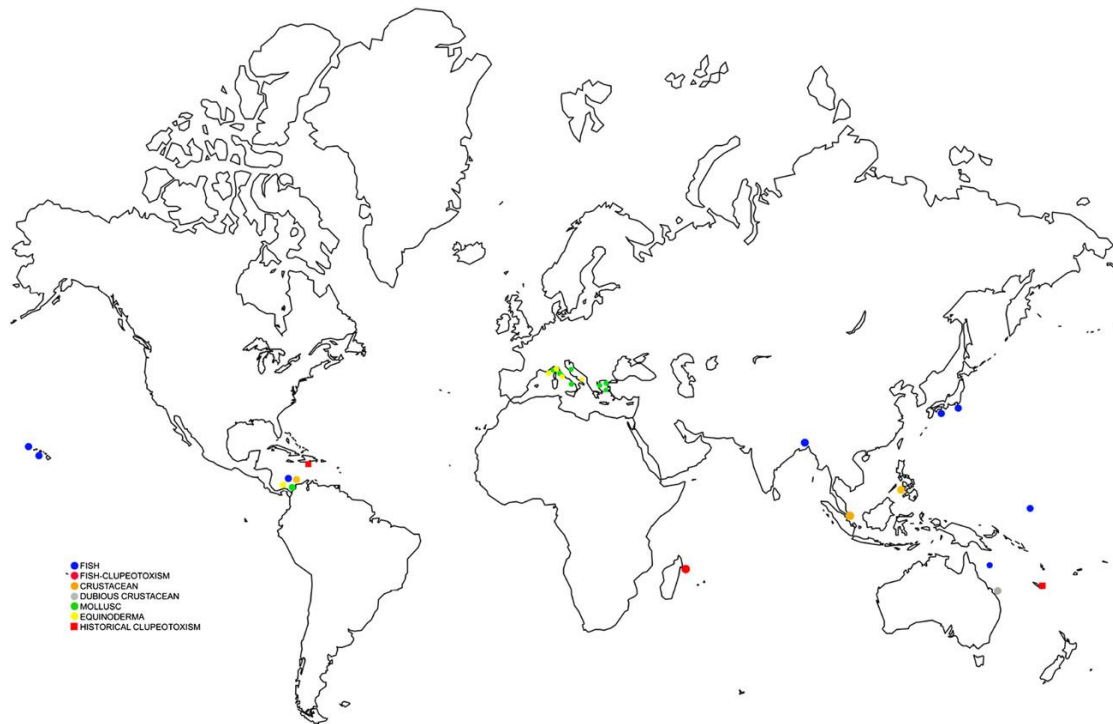 FISH
FISH-CLUPEOTOXISM
CRUSTACEAN
DUBIOUS CRUSTACEAN
MOLLUSC
EQUINODERMA
HISTORICAL CLUPEOTOXISM